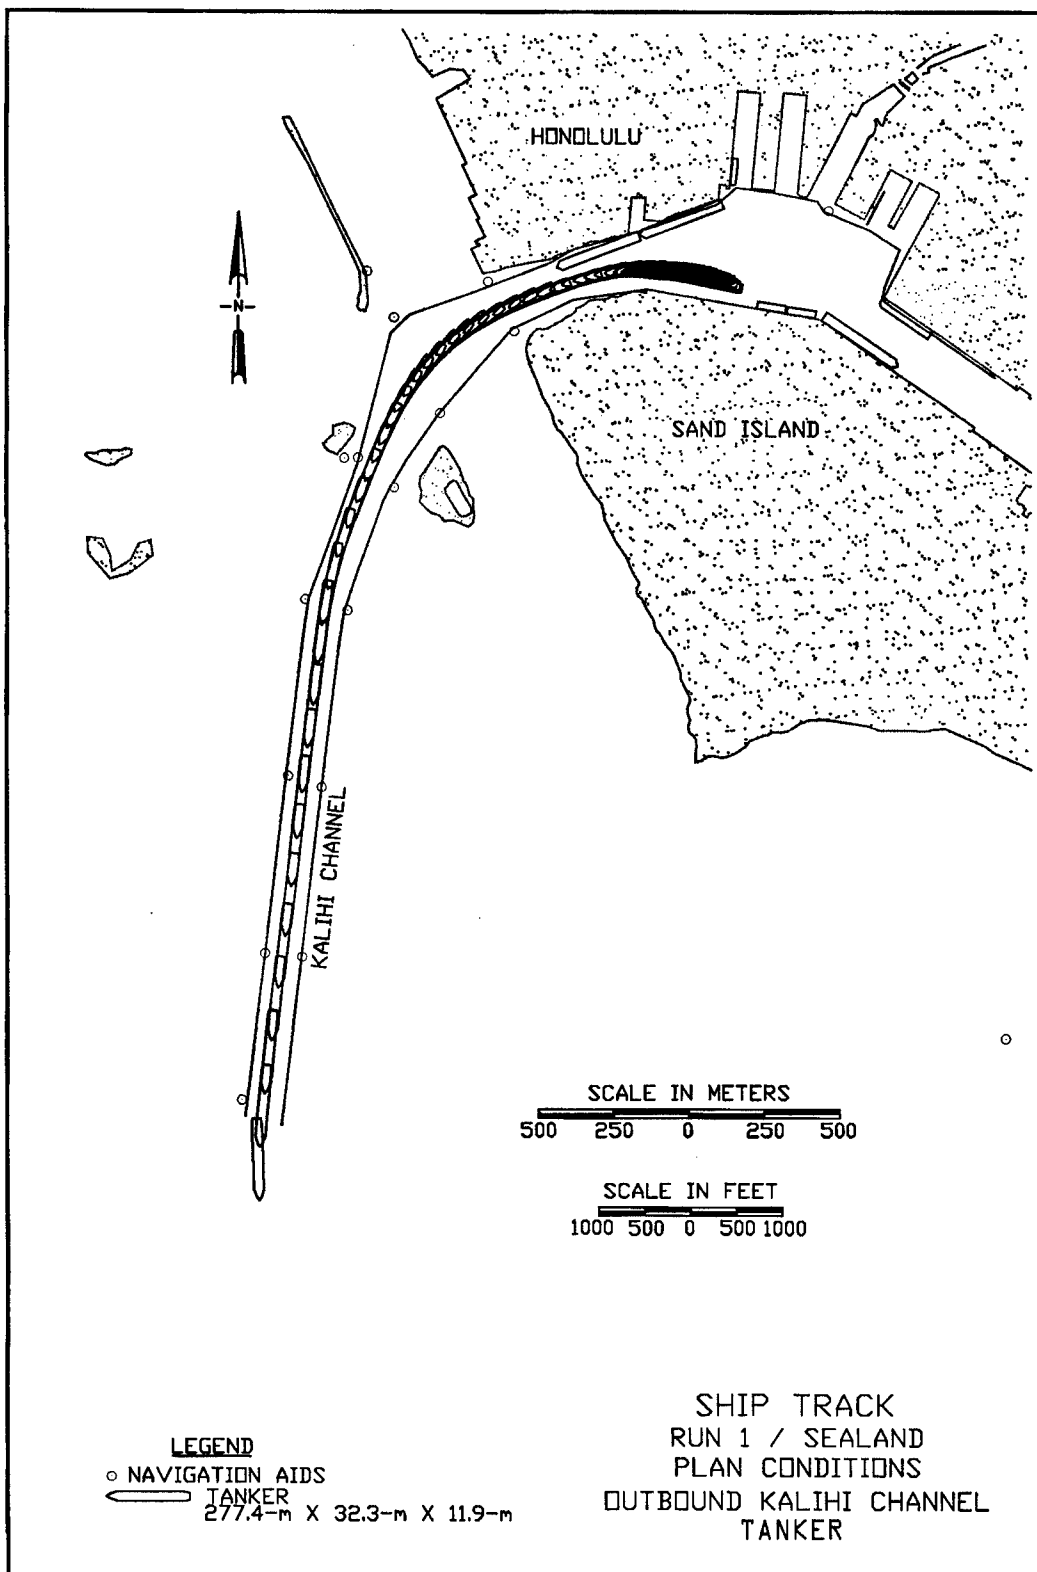 HONOLULU
N
SAND ISLAND
KALIHI CHANNEL
SCALE IN METERS
500 250 0 250 500
SCALE IN FEET
1000 500 0 500 1000
LEGEND
NAVIGATION AIDS
TANKER
277.4-m X 32.3-m X 11.9-m
SHIP TRACK
RUN 1 / SEALAND
PLAN CONDITIONS
OUTBOUND KALIHI CHANNEL
TANKER